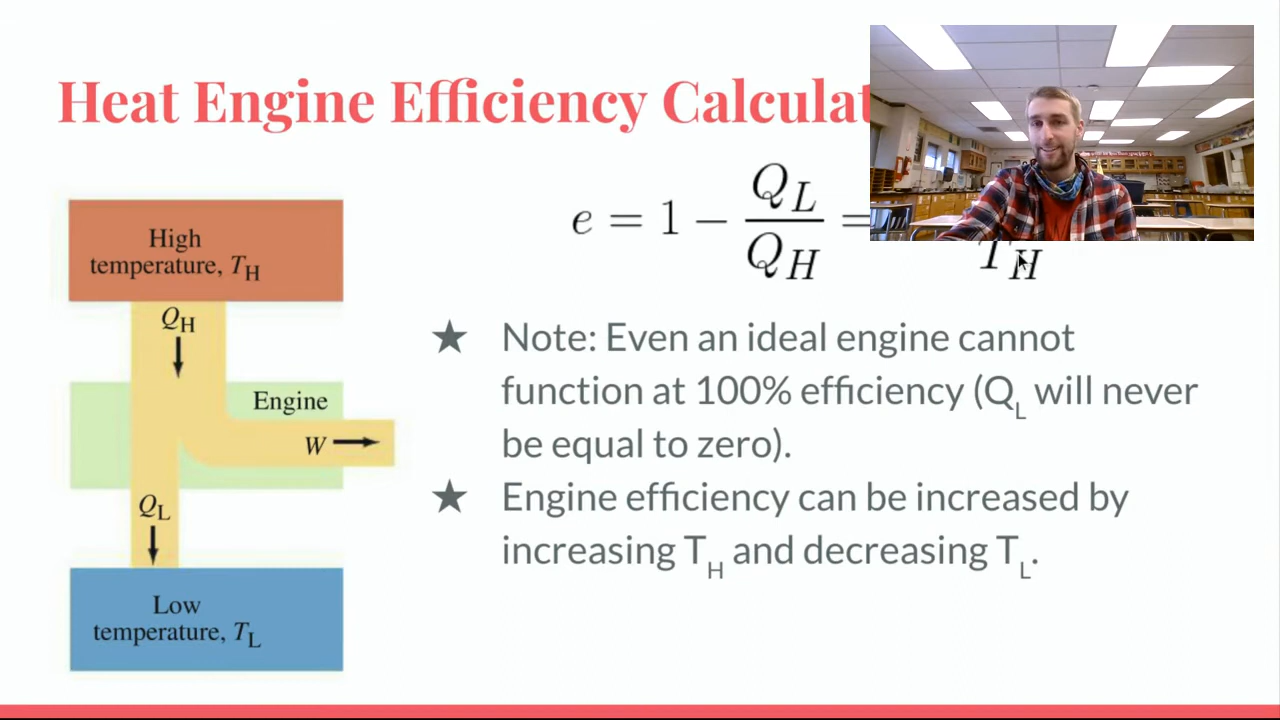 Heat Engine Efficiency Calculat
e = 1 − Q_L / Q_H =
T_H
High
temperature, T_H
Q_H
Engine
W
Q_L
Low
temperature, T_L
★ Note: Even an ideal engine cannot
function at 100% efficiency (Q_L will never
be equal to zero).
★ Engine efficiency can be increased by
increasing T_H and decreasing T_L.